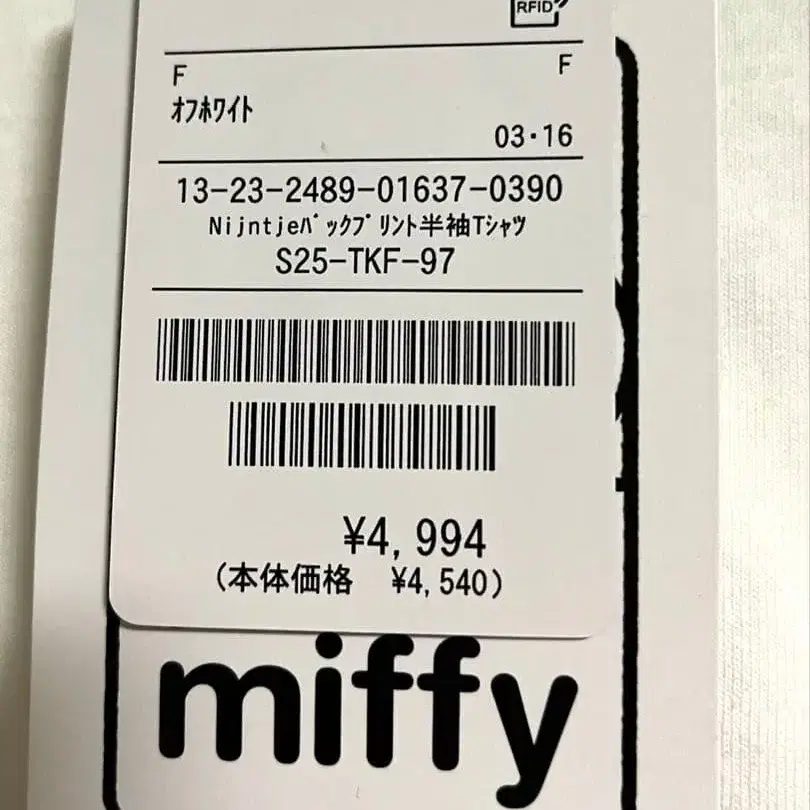 RFID
F F
オフホワイト
03・16
13-23-2489-01637-0390
Nijntjeバックプリント半袖Tシャツ
S25-TKF-97
¥4,994
(本体価格 ¥4,540)
miffy